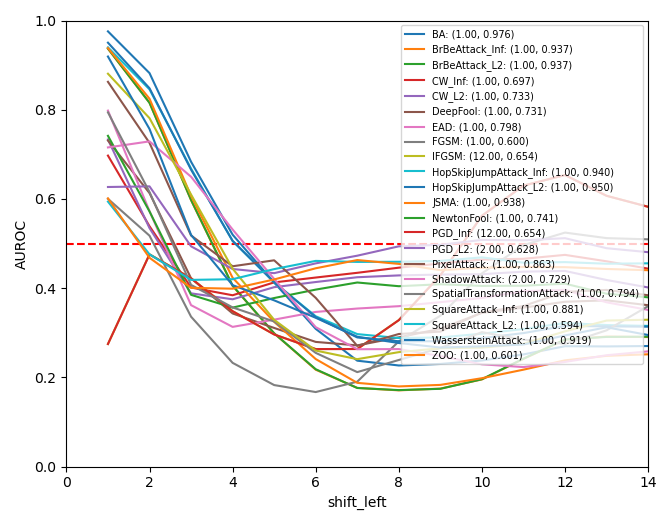 1.0
0.8
0.6
0.4
0.2
0.0
AUROC
0 2 4 6 8 10 12 14
shift_left
BA: (1.00, 0.976)
BrBeAttack_Inf: (1.00, 0.937)
BrBeAttack_L2: (1.00, 0.937)
CW_Inf: (1.00, 0.697)
CW_L2: (1.00, 0.733)
DeepFool: (1.00, 0.731)
EAD: (1.00, 0.798)
FGSM: (1.00, 0.600)
IFGSM: (12.00, 0.654)
HopSkipJumpAttack_Inf: (1.00, 0.940)
HopSkipJumpAttack_L2: (1.00, 0.950)
JSMA: (1.00, 0.938)
NewtonFool: (1.00, 0.741)
PGD_Inf: (12.00, 0.654)
PGD_L2: (2.00, 0.628)
PixelAttack: (1.00, 0.863)
ShadowAttack: (2.00, 0.729)
SpatialTransformationAttack: (1.00, 0.794)
SquareAttack_Inf: (1.00, 0.881)
SquareAttack_L2: (1.00, 0.594)
WassersteinAttack: (1.00, 0.919)
ZOO: (1.00, 0.601)